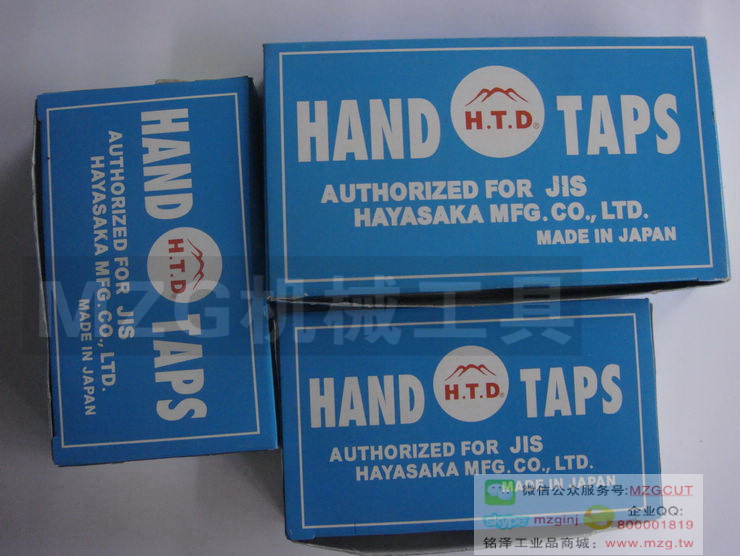 HAND H.T.D® TAPS
AUTHORIZED FOR JIS
HAYASAKA MFG. CO., LTD.
MADE IN JAPAN
HAND H.T.D. TAPS
AUTHORIZED FOR JIS
HAYASAKA MFG. CO., LTD.
MADE IN JAPAN
MZG机械工具
HAND H.T.D® TAPS
AUTHORIZED FOR JIS
HAYASAKA MFG. CO., LTD.
MADE IN JAPAN
微信公众服务号:MZGCUT
企业QQ:
skype mzginj 800001819
铭泽工业品商城: www.mzg.tw